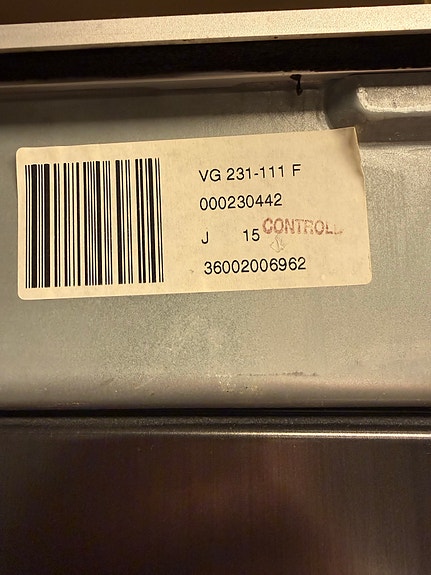 VG 231-111 F
000230442
J 15 CONTROLL
36002006962